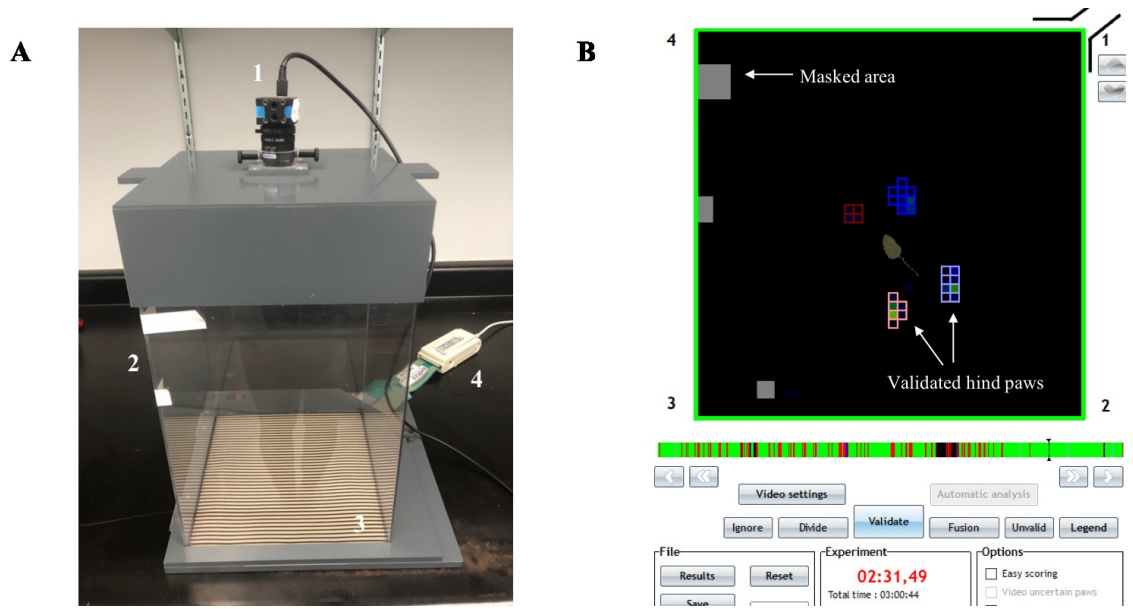 A
1
2
3
4
B
4
1
Masked area
Validated hind paws
3
2
Video settings
Automatic analysis
Ignore
Divide
Validate
Fusion
Unvalid
Legend
File
Results
Reset
Save
Experiment
02:31,49
Total time : 03:00:44
Options
Easy scoring
Video uncertain paws